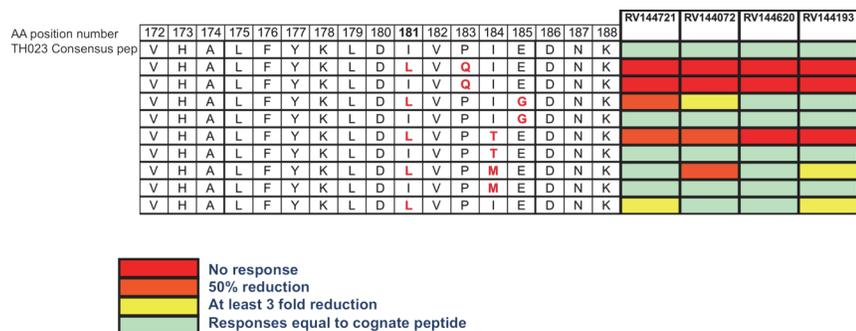 RV144721 RV144072 RV144620 RV144193
AA position number 172 173 174 175 176 177 178 179 180 181 182 183 184 185 186 187 188
TH023 Consensus pep V H A L F Y K L D I V P I E D N K
V H A L F Y K L D L V Q I E D N K
V H A L F Y K L D I V Q I E D N K
V H A L F Y K L D L V P I G D N K
V H A L F Y K L D I V P I G D N K
V H A L F Y K L D L V P T E D N K
V H A L F Y K L D I V P T E D N K
V H A L F Y K L D L V P M E D N K
V H A L F Y K L D I V P M E D N K
V H A L F Y K L D L V P I E D N K
No response
50% reduction
At least 3 fold reduction
Responses equal to cognate peptide